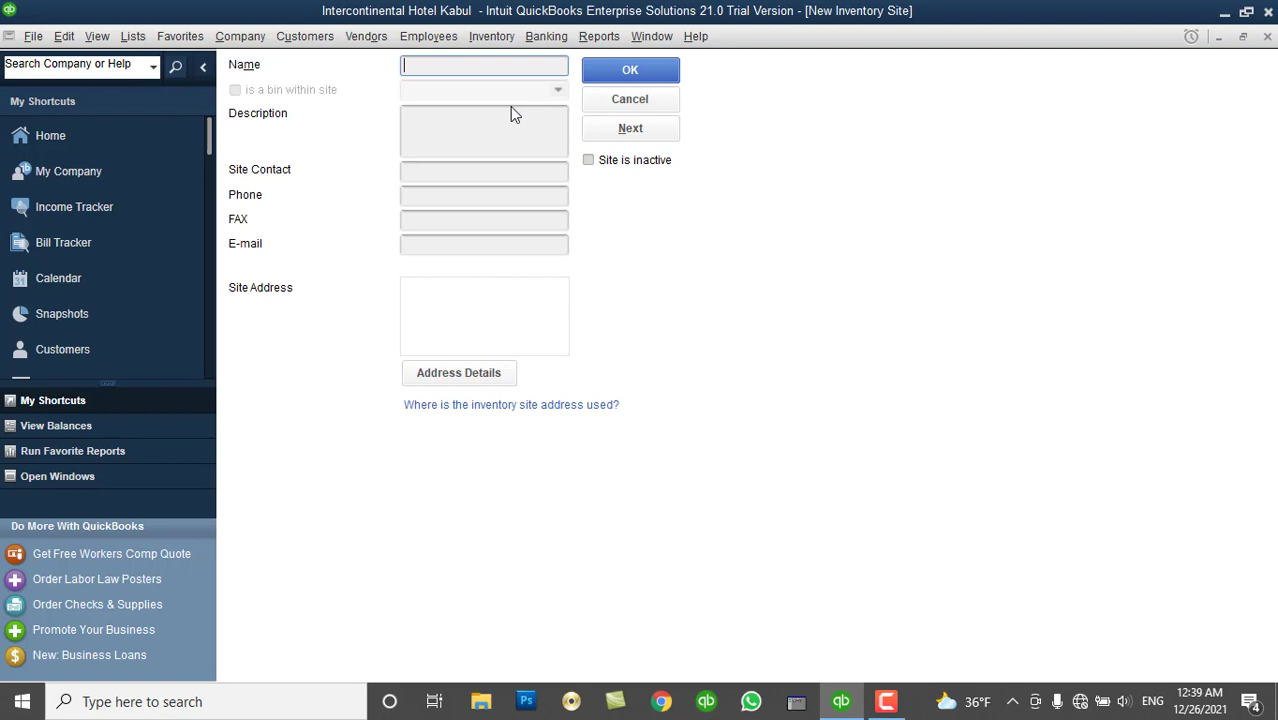 Intercontinental Hotel Kabul - Intuit QuickBooks Enterprise Solutions 21.0 Trial Version - [New Inventory Site]
File Edit View Lists Favorites Company Customers Vendors Employees Inventory Banking Reports Window Help
Search Company or Help
My Shortcuts
Home
My Company
Income Tracker
Bill Tracker
Calendar
Snapshots
Customers
My Shortcuts
View Balances
Run Favorite Reports
Open Windows
Do More With QuickBooks
Get Free Workers Comp Quote
Order Labor Law Posters
Order Checks & Supplies
Promote Your Business
New: Business Loans
Name
is a bin within site
Description
Site Contact
Phone
FAX
E-mail
Site Address
Address Details
Where is the inventory site address used?
OK
Cancel
Next
Site is inactive
Type here to search
Ps
36°F
ENG
12:39 AM
12/26/2021
4